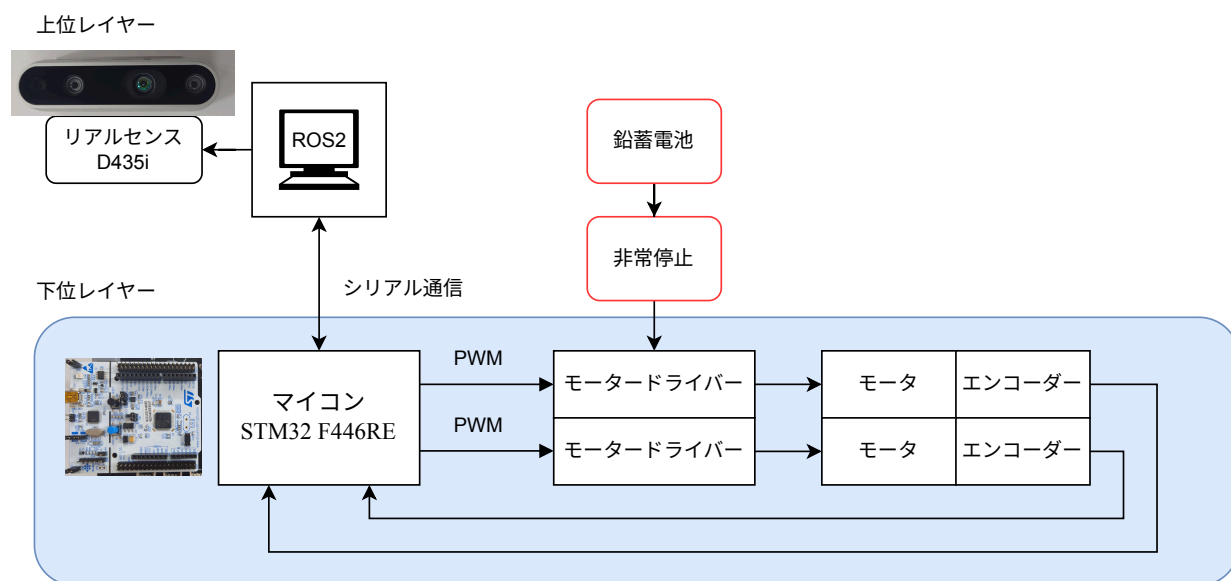 上位レイヤー
リアルセンス
D435i
ROS2
鉛蓄電池
非常停止
シリアル通信
下位レイヤー
マイコン
STM32 F446RE
PWM
PWM
モータードライバー
モータ
エンコーダー
モータードライバー
モータ
エンコーダー